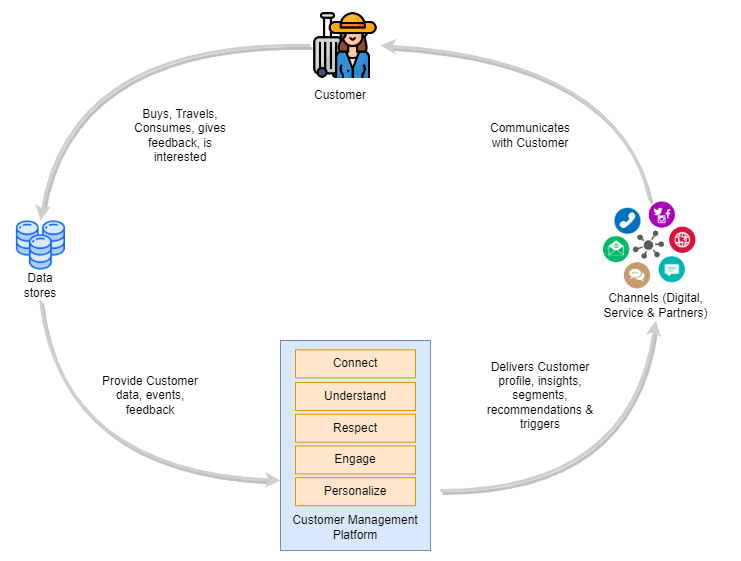 Customer
Buys, Travels,
Consumes, gives
feedback, is
interested
Communicates
with Customer
Data
stores
Channels (Digital,
Service & Partners)
Provide Customer
data, events,
feedback
Connect
Understand
Respect
Engage
Personalize
Customer Management
Platform
Delivers Customer
profile, insights,
segments,
recommendations &
triggers